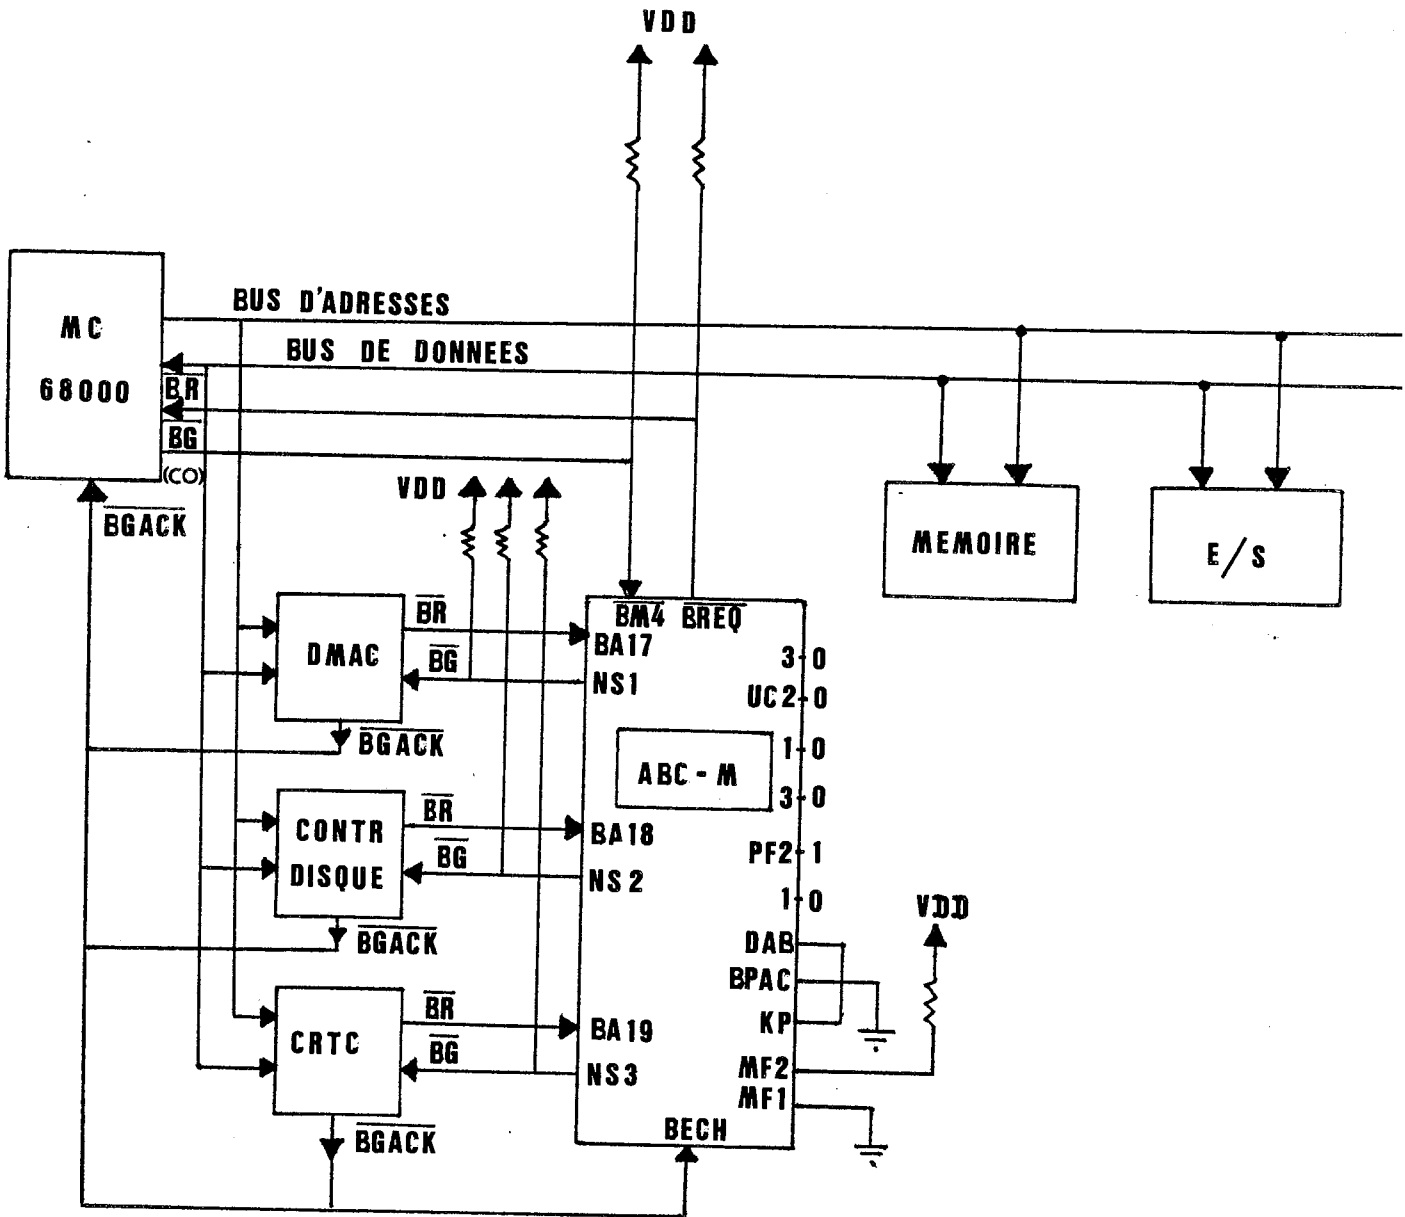 VDD
BUS D'ADRESSES
MC
68000
BUS DE DONNEES
BR
BG
(CO)
VDD
BGACK
MEMOIRE
E/S
BM4 BREQ
BR
BA17
DMAC
BG
NS1
3-0
UC2-0
BGACK
1-0
ABC-M
3-0
CONTR
DISQUE
BR
BA18
BG
NS2
PF2-1
1-0
VDD
BGACK
DAB
BPAC
KP
CRTC
BR
BA19
BG
NS3
MF2
MF1
BECH
BGACK